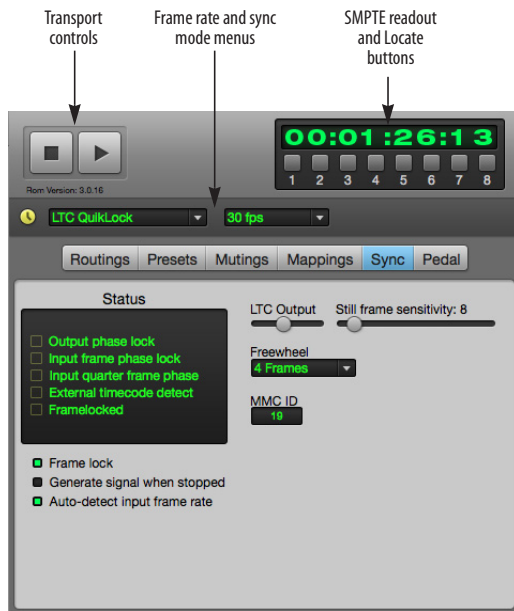 Transport
controls
Frame rate and sync
mode menus
SMPTE readout
and Locate
buttons
00:01:26:13
1 2 3 4 5 6 7 8
Rom Version: 3.0.16
LTC QuikLock
30 fps
Routings Presets Mutings Mappings Sync Pedal
Status
Output phase lock
Input frame phase lock
Input quarter frame phase
External timecode detect
Framelocked
Frame lock
Generate signal when stopped
Auto-detect input frame rate
LTC Output
Still frame sensitivity: 8
Freewheel
4 Frames
MMC ID
19